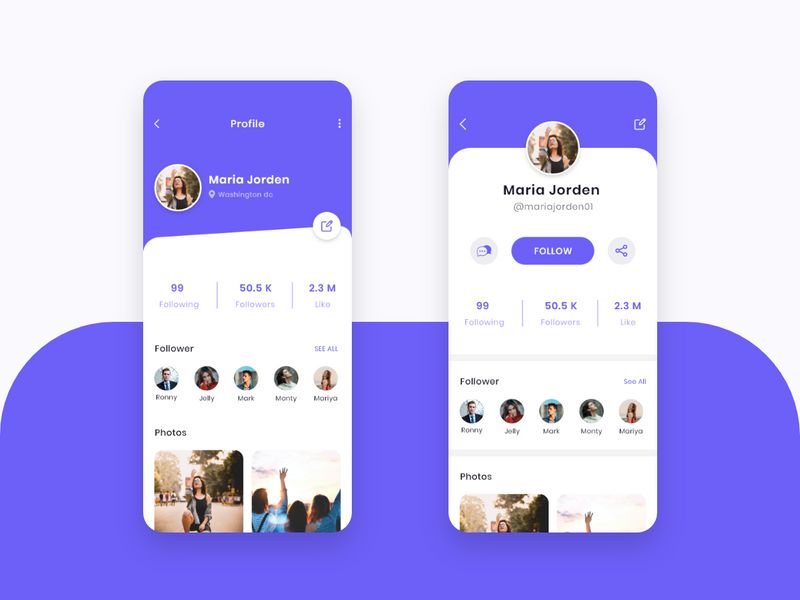 Profile
Maria Jorden
Washington dc
99 50.5 K 2.3 M
Following Followers Like
Follower SEE ALL
Ronny Jelly Mark Monty Mariya
Photos
Maria Jorden
@mariajorden01
FOLLOW
99 50.5 K 2.3 M
Following Followers Like
Follower See All
Ronny Jelly Mark Monty Mariya
Photos